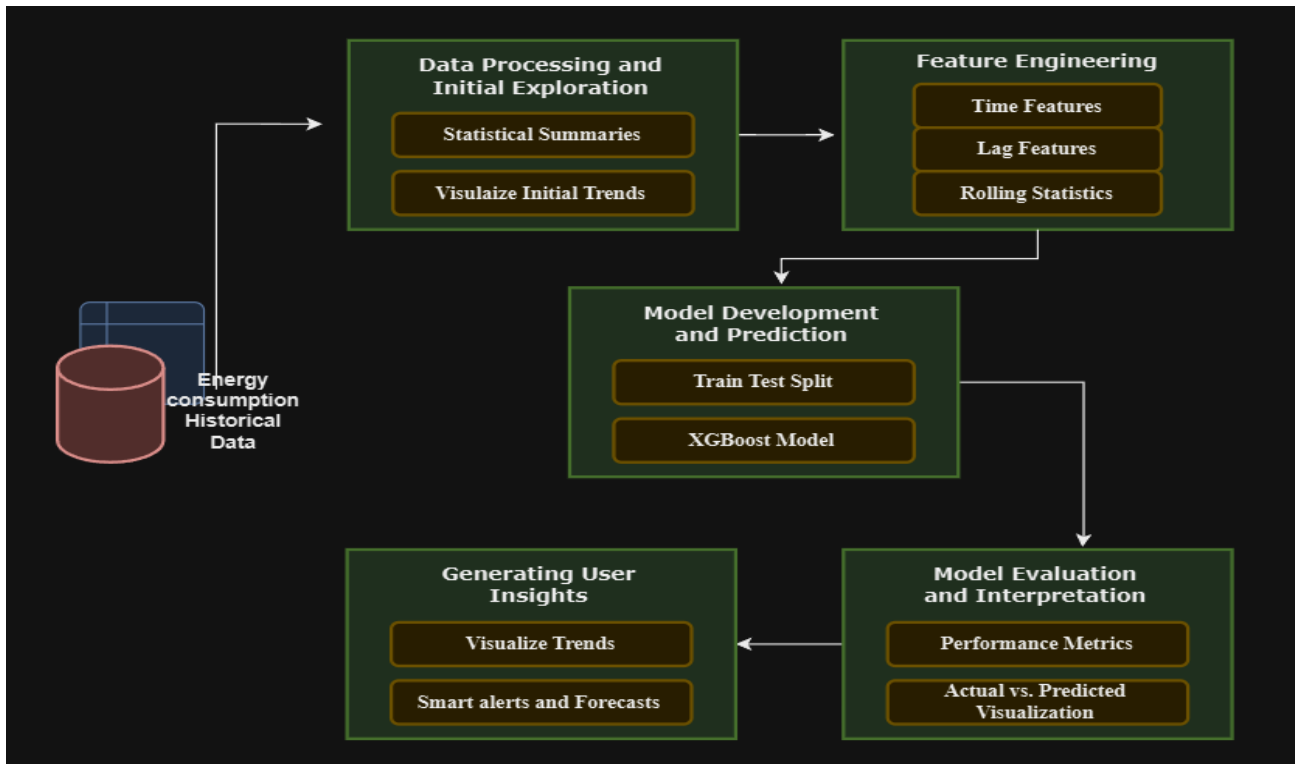 Energy
consumption
Historical
Data
Data Processing and
Initial Exploration
Statistical Summaries
Visulaize Initial Trends
Feature Engineering
Time Features
Lag Features
Rolling Statistics
Model Development
and Prediction
Train Test Split
XGBoost Model
Model Evaluation
and Interpretation
Performance Metrics
Actual vs. Predicted
Visualization
Generating User
Insights
Visualize Trends
Smart alerts and Forecasts